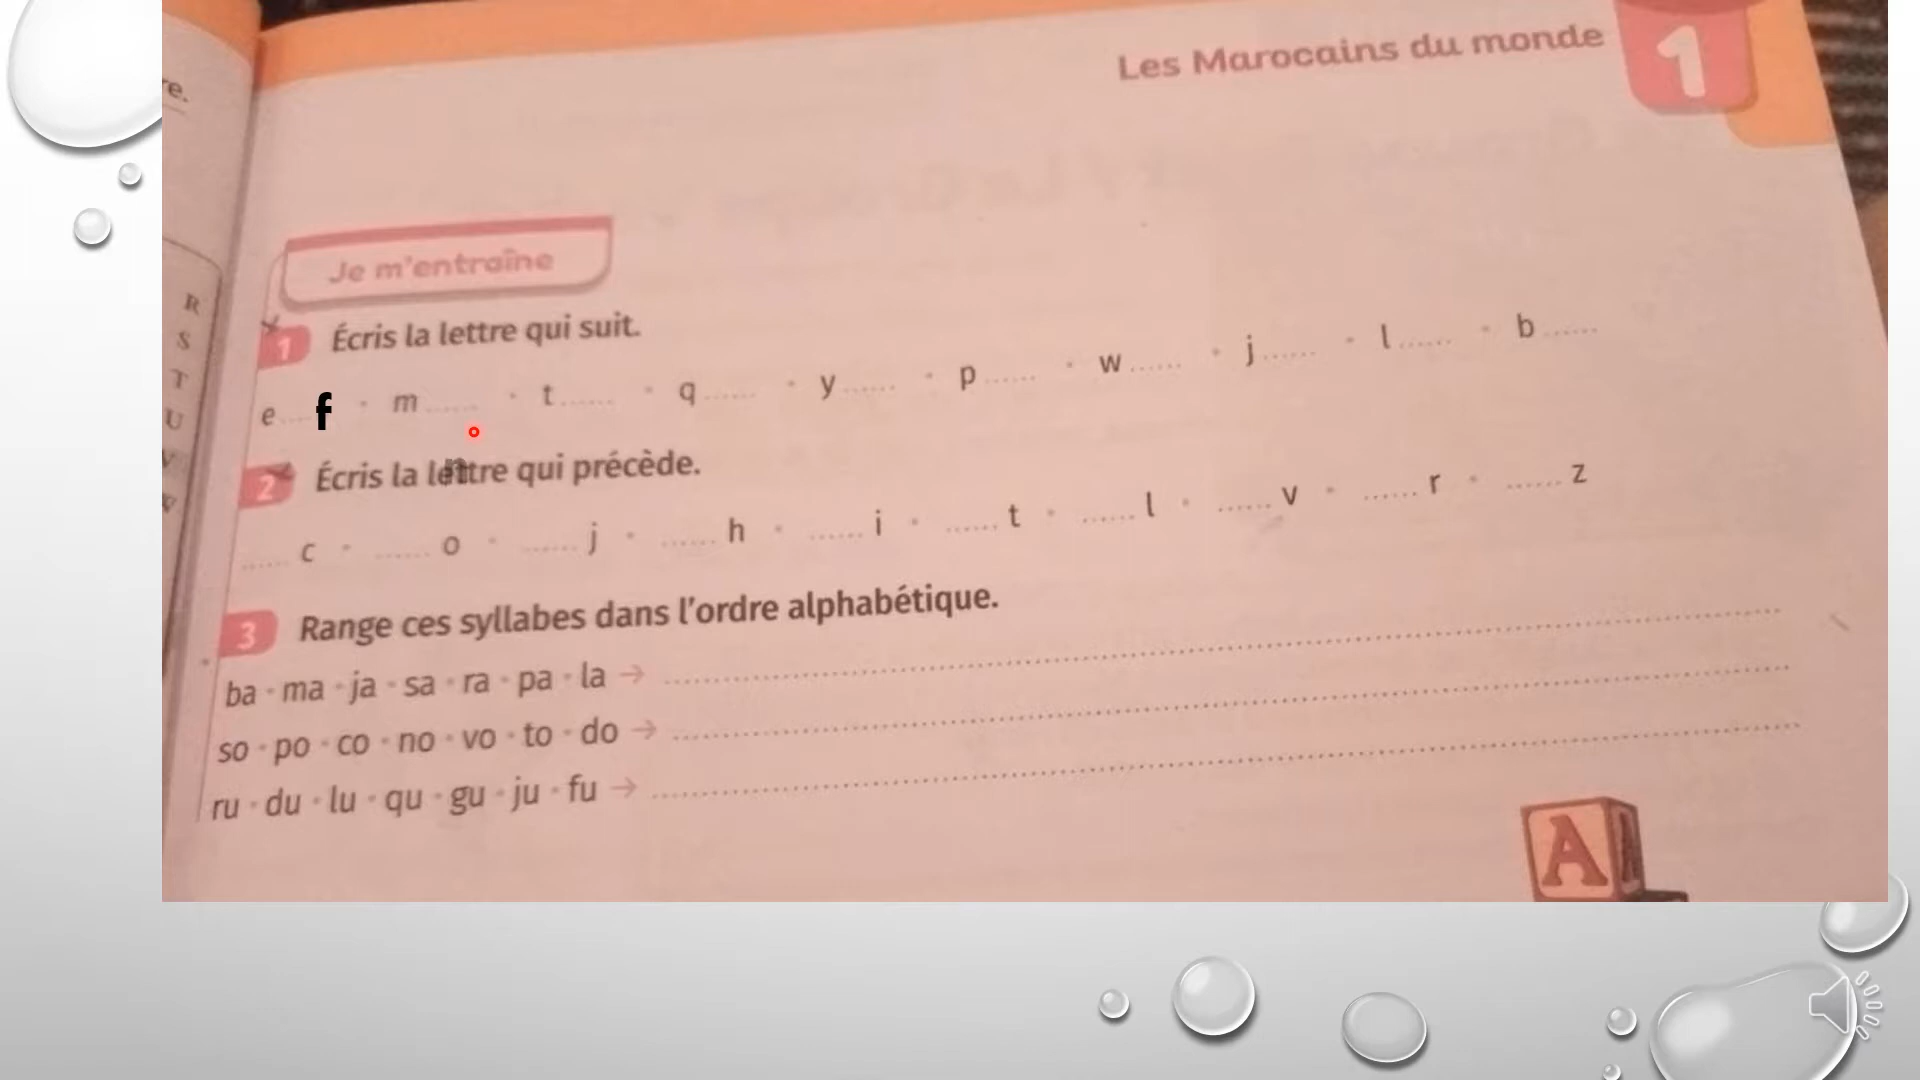 Les Marocains du monde
1
re.
R
S
T
U
V
Je m'entraîne
1 Écris la lettre qui suit.
e.... f • m...... • t...... • q...... • y...... • p...... • w...... • j...... • l...... • b......
2 Écris la lettre qui précède.
...... c • ...... o • ...... j • ...... h • ...... i • ...... t • ...... l • ...... v • ...... r • ...... z
3 Range ces syllabes dans l'ordre alphabétique.
ba • ma • ja • sa • ra • pa • la →
so • po • co • no • vo • to • do →
ru • du • lu • qu • gu • ju • fu →
A